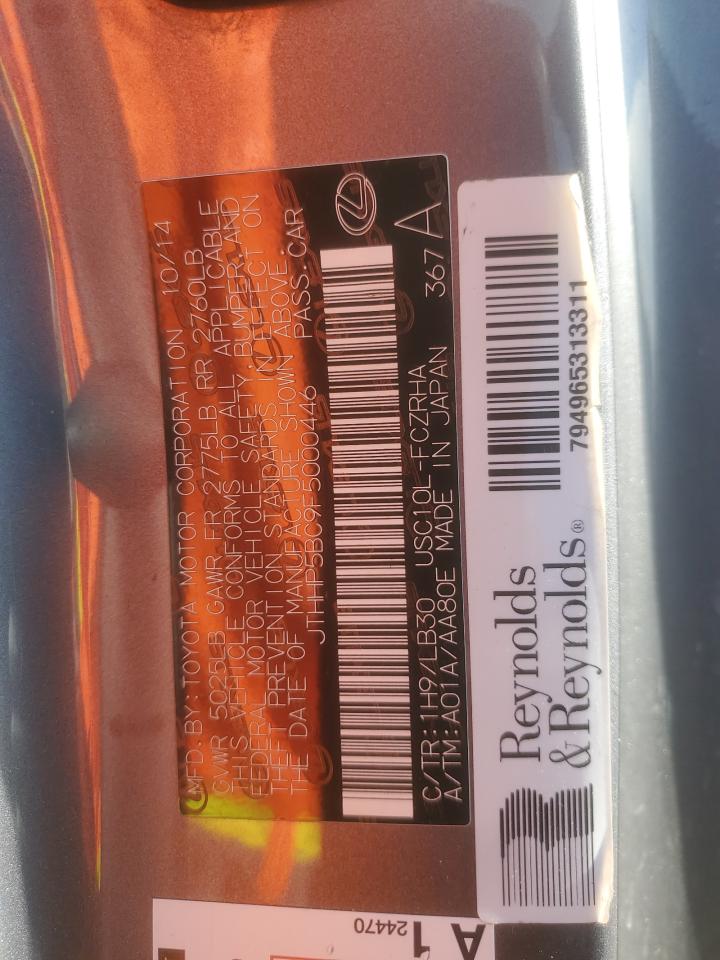 MFD.BY:TOYOTA MOTOR CORPORATION 10/14
GVWR 5025LB GAWR FR 2775LB RR 2760LB
THIS VEHICLE CONFORMS TO ALL APPLICABLE
FEDERAL MOTOR VEHICLE SAFETY,BUMPER,AND
THEFT PREVENTION STANDARDS IN EFFECT ON
THE DATE OF MANUFACTURE SHOWN ABOVE.
JTHHP5BC9F5000446 PASS.CAR
C/TR:1H9/LB30 USC10L-FCZRHA
A/TM:A01A/AA80E MADE IN JAPAN 367 A
794965313311
Reynolds
& Reynolds®
A1
24470